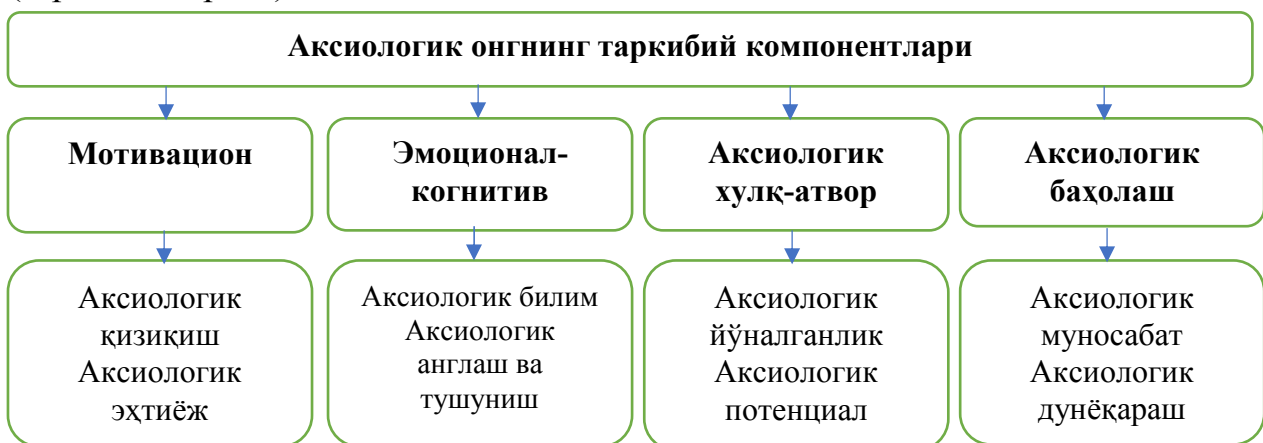 Аксиологик онгнинг таркибий компонентлари
Мотивацион
Эмоционал-
когнитив
Аксиологик
хулқ-атвор
Аксиологик
баҳолаш
Аксиологик
қизиқиш
Аксиологик
эҳтиёж
Аксиологик билим
Аксиологик
англаш ва
тушуниш
Аксиологик
йўналганлик
Аксиологик
потенциал
Аксиологик
муносабат
Аксиологик
дунёқараш